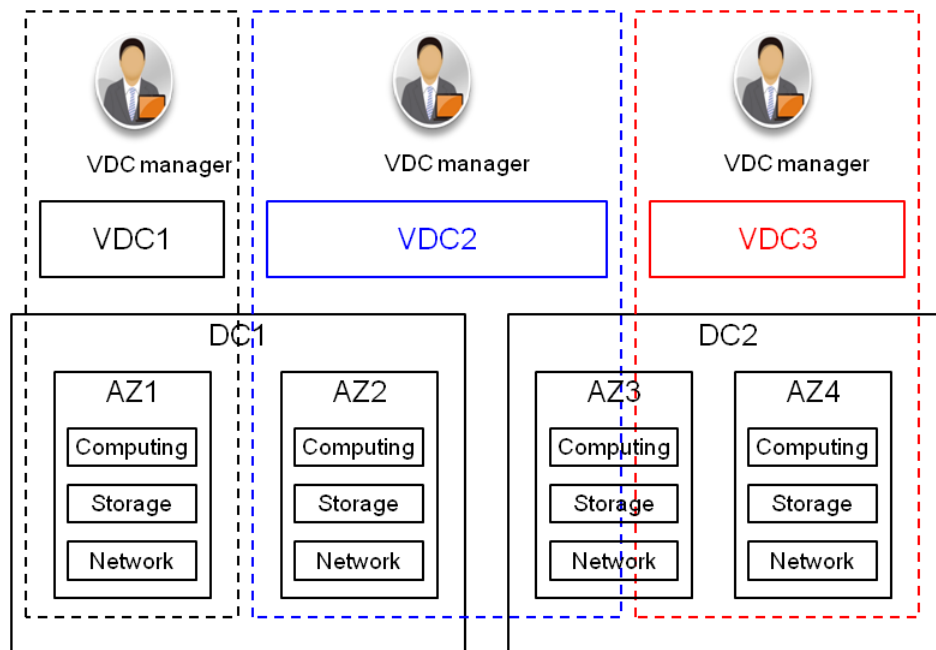 VDC manager
VDC manager
VDC manager
VDC1
VDC2
VDC3
DC1
DC2
AZ1
AZ2
AZ3
AZ4
Computing
Computing
Computing
Computing
Storage
Storage
Storage
Storage
Network
Network
Network
Network